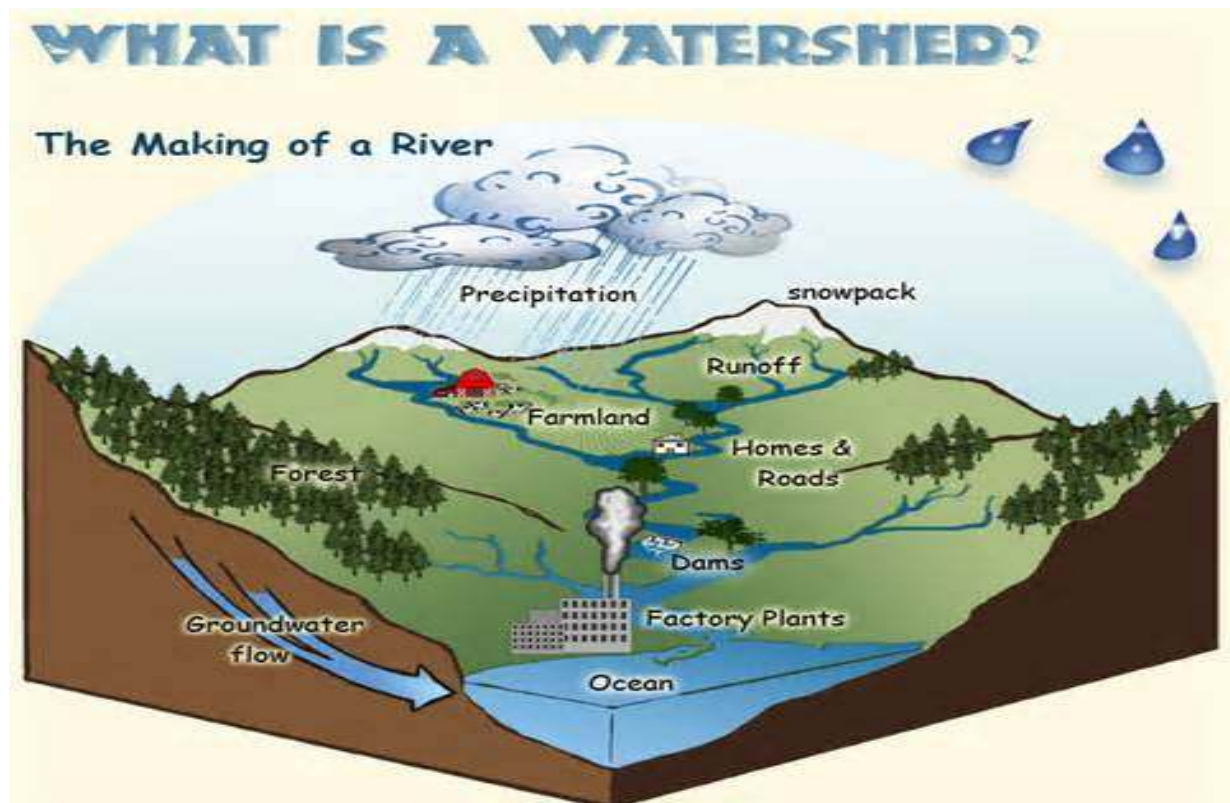 WHAT IS A WATERSHED?
The Making of a River
Precipitation
snowpack
Runoff
Farmland
Homes &
Roads
Forest
Dams
Factory Plants
Groundwater
flow
Ocean